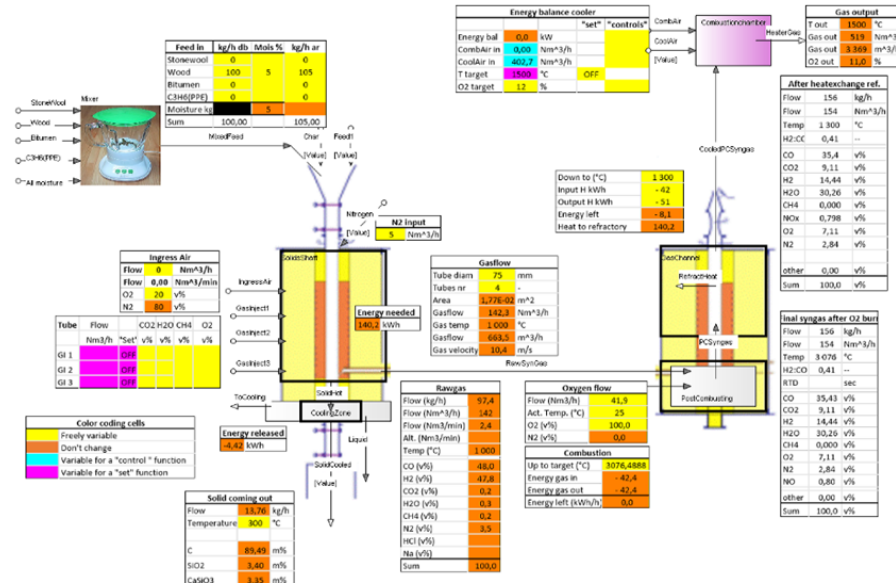 Feed in kg/h db Mois % kg/h ar
Stonewool 0 0
Wood 100 5 105
Bitumen 0 0
C3H6(PPE) 0 0
Moisture kg 5
Sum 100,00 105,00
StoneWool
Mixer
Wood
Bitumen
C3H6(PPE)
All moisture
MixedFeed
Char
[Value]
Feed1
[Value]
Nitrogen
[Value]
N2 input
5 Nm^3/h
Energy balance cooler
"set" "controls"
Energy bal 0,0 kW
CombAir in 0,00 Nm^3/h
CoolAir in 402,7 Nm^3/h
T target 1500 °C OFF
O2 target 12 %
CombAir
CoolAir
[Value]
Combustionchamber
HeaterGas
Gas output
T out 1500 °C
Gas out 519 Nm^3/h
Gas out 3 369 m^3/h
O2 out 11,0 %
After heatexchange ref.
Flow 156 kg/h
Flow 154 Nm^3/h
Temp 1 300 °C
H2:CO 0,41 --
CO 35,4 v%
CO2 9,11 v%
H2 14,44 v%
H2O 30,26 v%
CH4 0,000 v%
NOx 0,798 v%
O2 7,11 v%
N2 2,84 v%
other 0,00 v%
Sum 100,0 v%
CooledPCSyngas
Down to (°C) 1 300
Input H kWh - 42
Output H kWh - 51
Energy left - 8,1
Heat to refractory 140,2
Ingress Air
Flow 0 Nm^3/h
Flow 0,00 Nm^3/min
O2 20 v%
N2 80 v%
IngressAir
GasInject1
GasInject2
GasInject3
SolidsShaft
Energy needed
140,2 kWh
Tube Flow CO2 H2O CH4 O2
Nm3/h "Set" v% v% v% v%
GI 1 OFF
GI 2 OFF
GI 3 OFF
Gasflow
Tube diam 75 mm
Tubes nr 4 -
Area 1,77E-02 m^2
Gasflow 142,3 Nm^3/h
Gas temp 1 000 °C
Gasflow 663,5 m^3/h
Gas velocity 10,4 m/s
RawSynGas
GasChannel
RefractHeat
PCSyngas
PostCombusting
ToCooling
SolidHot
CoolingZone
Liquid
SolidCooled
[Value]
Energy released
-4,42 kWh
Color coding cells
Freely variable
Don't change
Variable for a "control " function
Variable for a "set" function
Solid coming out
Flow 13,76 kg/h
Temperature 300 °C
C 89,49 m%
SiO2 3,40 m%
CaSiO3 3,35 m%
Rawgas
Flow (kg/h) 97,4
Flow (Nm3/h) 142
Flow (Nm3/min) 2,4
Alt. (Nm3/min)
Temp (°C) 1 000
CO (v%) 48,0
H2 (v%) 47,8
CO2 (v%) 0,2
H2O (v%) 0,3
CH4 (v%) 0,2
N2 (v%) 3,5
HCl (v%)
Na (v%)
Sum 100,0
Oxygen flow
Flow (Nm3/h) 41,9
Act. Temp. (°C) 25
O2 (v%) 100,0
N2 (v%) 0,0
Combustion
Up to target (°C) 3076,4888
Energy gas in - 42,4
Energy gas out - 42,4
Energy left (kWh/h) 0,0
inal syngas after O2 buri
Flow 156 kg/h
Flow 154 Nm^3/h
Temp 3 076 °C
H2:CO 0,41 --
RTD sec
CO 35,43 v%
CO2 9,11 v%
H2 14,44 v%
H2O 30,26 v%
CH4 0,000 v%
O2 7,11 v%
N2 2,84 v%
NO 0,80 v%
other 0,00 v%
Sum 100,0 v%